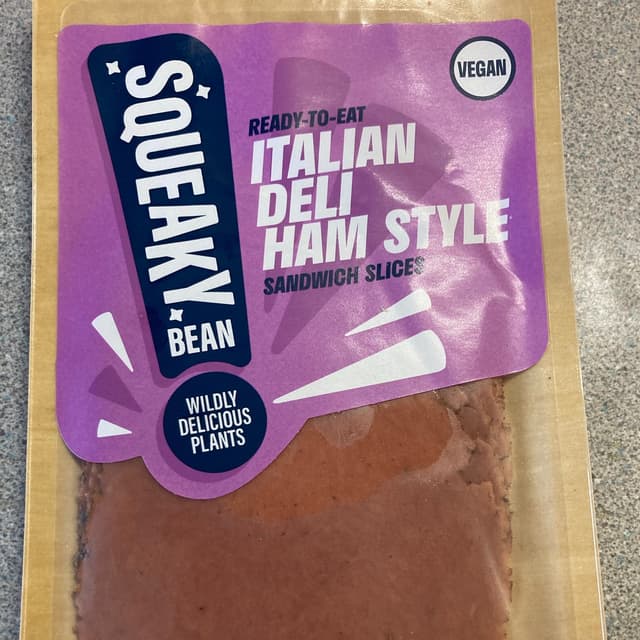 SQUEAKY
BEAN
WILDLY
DELICIOUS
PLANTS
READY-TO-EAT
ITALIAN
DELI
HAM STYLE
SANDWICH SLICES
VEGAN